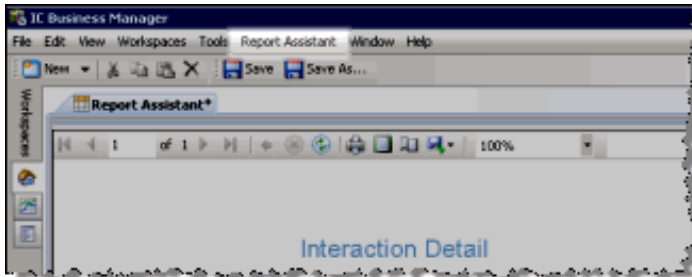 IC Business Manager
File Edit View Workspaces Tools Report Assistant Window Help
New Save Save As...
Workspaces
Report Assistant*
1 of 1 100%
Interaction Detail